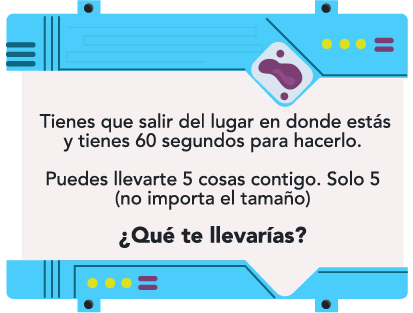 Tienes que salir del lugar en donde estás
y tienes 60 segundos para hacerlo.
Puedes llevarte 5 cosas contigo. Solo 5
(no importa el tamaño)
¿Qué te llevarías?